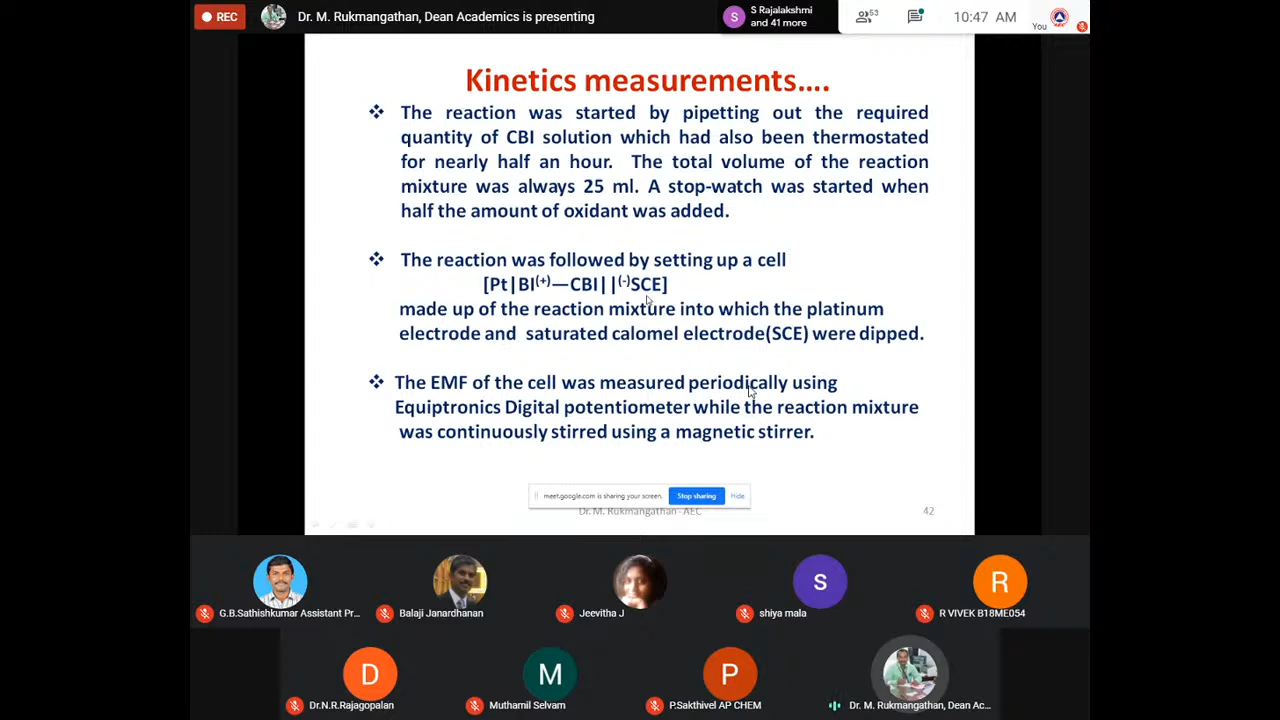 REC
Dr. M. Rukmangathan, Dean Academics is presenting
S
S Rajalakshmi
and 41 more
53
10:47 AM
You
Kinetics measurements….
❖ The reaction was started by pipetting out the required
quantity of CBI solution which had also been thermostated
for nearly half an hour. The total volume of the reaction
mixture was always 25 ml. A stop-watch was started when
half the amount of oxidant was added.
❖ The reaction was followed by setting up a cell
[Pt|BI(+)—CBI||(-)SCE]
made up of the reaction mixture into which the platinum
electrode and saturated calomel electrode(SCE) were dipped.
❖ The EMF of the cell was measured periodically using
Equiptronics Digital potentiometer while the reaction mixture
was continuously stirred using a magnetic stirrer.
meet.google.com is sharing your screen.
Stop sharing
Hide
Dr. M. Rukmangathan - AEC
42
S
R
G.B.Sathishkumar Assistant Pr...
Balaji Janardhanan
Jeevitha J
shiya mala
R VIVEK B18ME054
D
M
P
Dr.N.R.Rajagopalan
Muthamil Selvam
P.Sakthivel AP CHEM
Dr. M. Rukmangathan, Dean Ac...